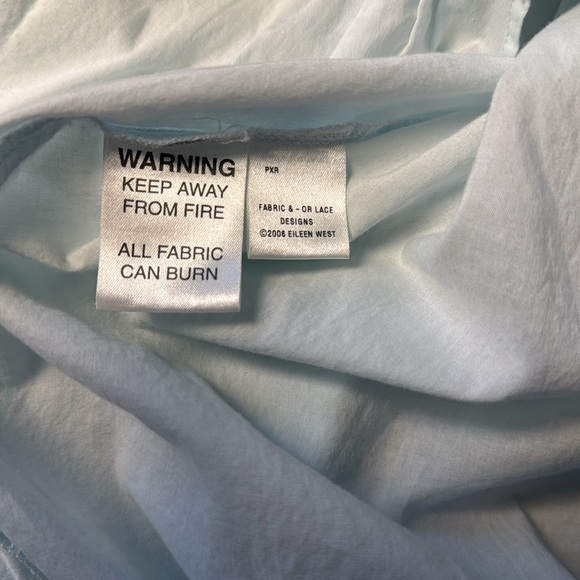 WARNING
KEEP AWAY
FROM FIRE
ALL FABRIC
CAN BURN
PXR
FABRIC & - OR LACE
DESIGNS
©2006 EILEEN WEST